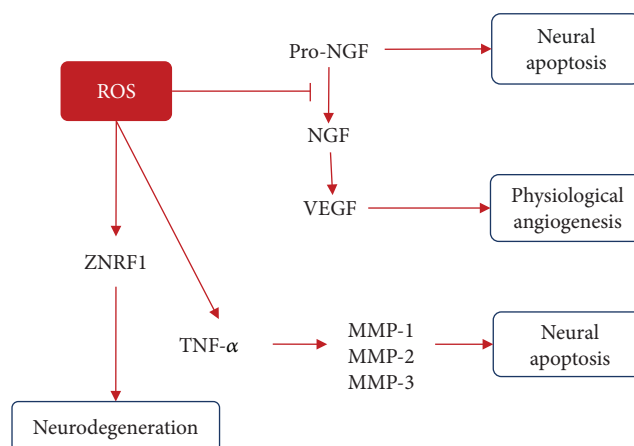 Pro-NGF
Neural
apoptosis
ROS
NGF
VEGF
Physiological
angiogenesis
ZNRF1
TNF-α
MMP-1
MMP-2
MMP-3
Neural
apoptosis
Neurodegeneration